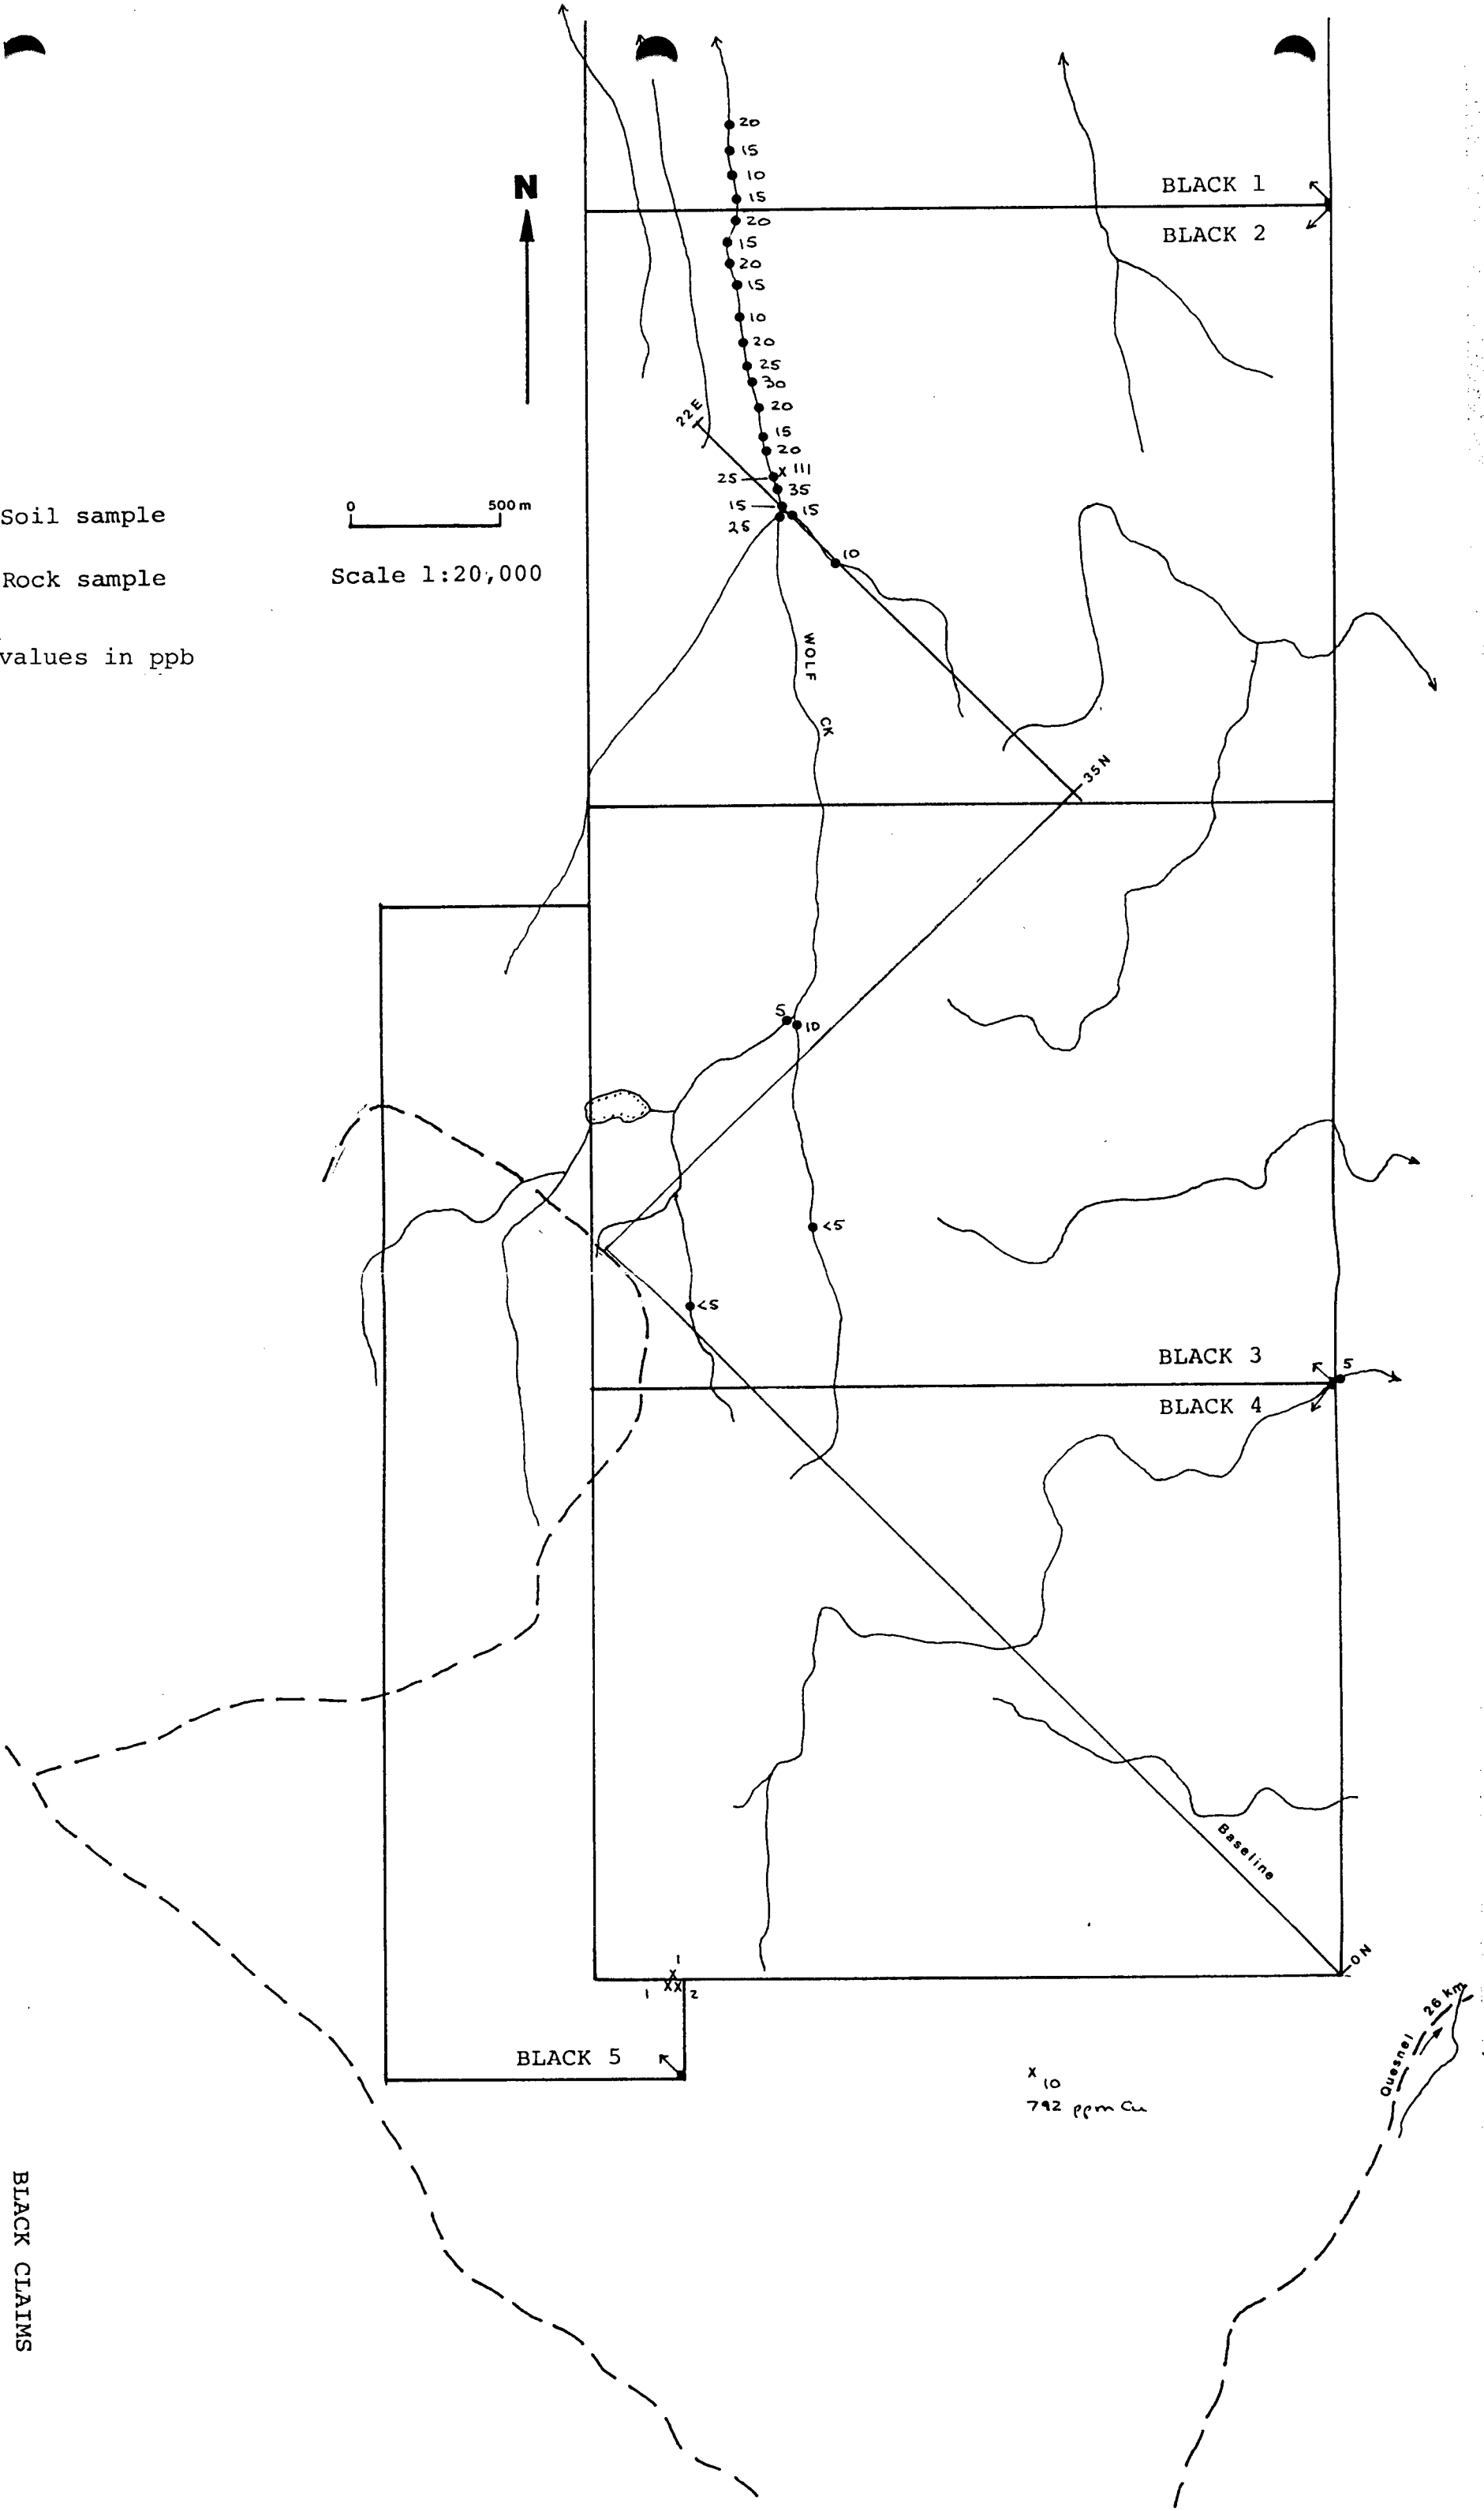 20
15
10
15
BLACK 1
N
20
BLACK 2
15
20
15
10
20
25
30
20
22E
15
20
x 111
25
35
15
15
25
0 500 m
Soil sample
10
Rock sample
Scale 1:20,000
values in ppb
WOLF CK
35 N
5
10
<5
<5
BLACK 3
5
BLACK 4
Baseline
0 N
1
x
xx
1
2
26 km
Quesnel
BLACK 5
x
10
792 ppm Cu
BLACK CLAIMS